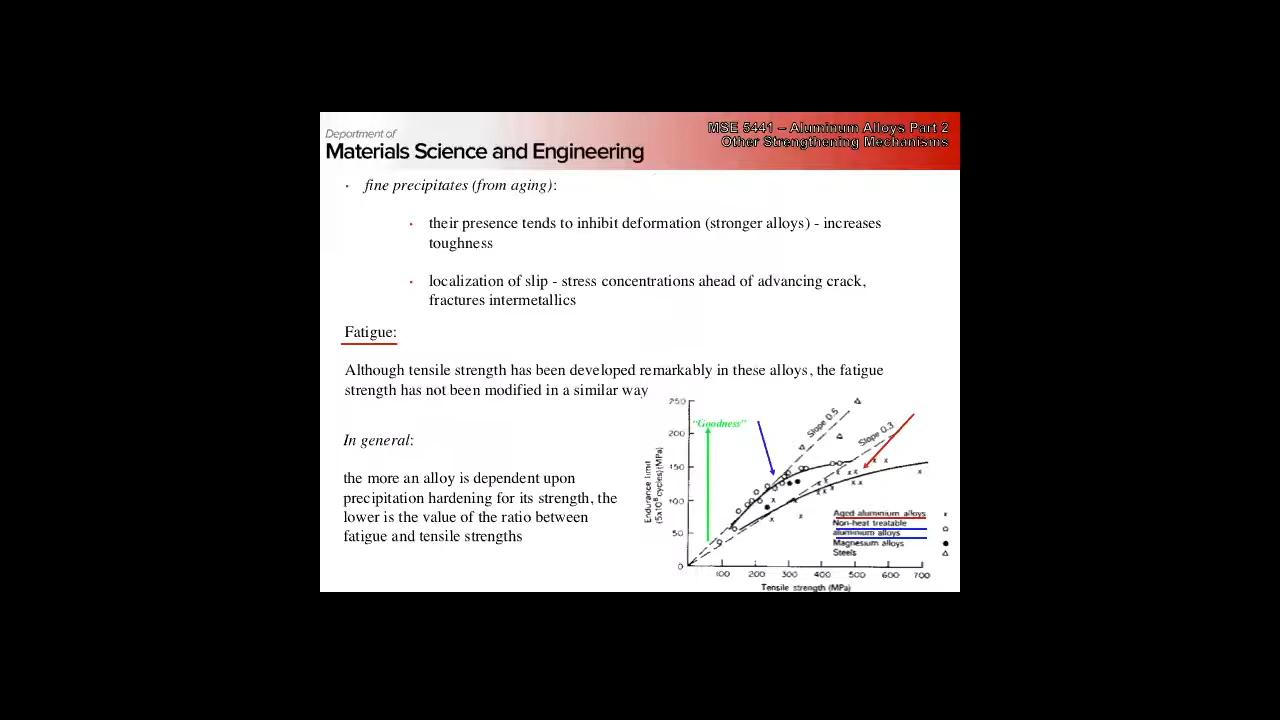 Department of
Materials Science and Engineering
MSE 5441 – Aluminum Alloys Part 2
Other Strengthening Mechanisms
• fine precipitates (from aging):
• their presence tends to inhibit deformation (stronger alloys) - increases
toughness
• localization of slip - stress concentrations ahead of advancing crack,
fractures intermetallics
Fatigue:
Although tensile strength has been developed remarkably in these alloys, the fatigue
strength has not been modified in a similar way
In general:
the more an alloy is dependent upon
precipitation hardening for its strength, the
lower is the value of the ratio between
fatigue and tensile strengths
"Goodness"
Slope 0.5
Slope 0.3
250
200
150
100
50
0
Endurance limit
(5x10⁸ cycles) (MPa)
Aged aluminium alloys x
Non-heat treatable
aluminium alloys o
Magnesium alloys ●
Steels △
100 200 300 400 500 600 700
Tensile strength (MPa)